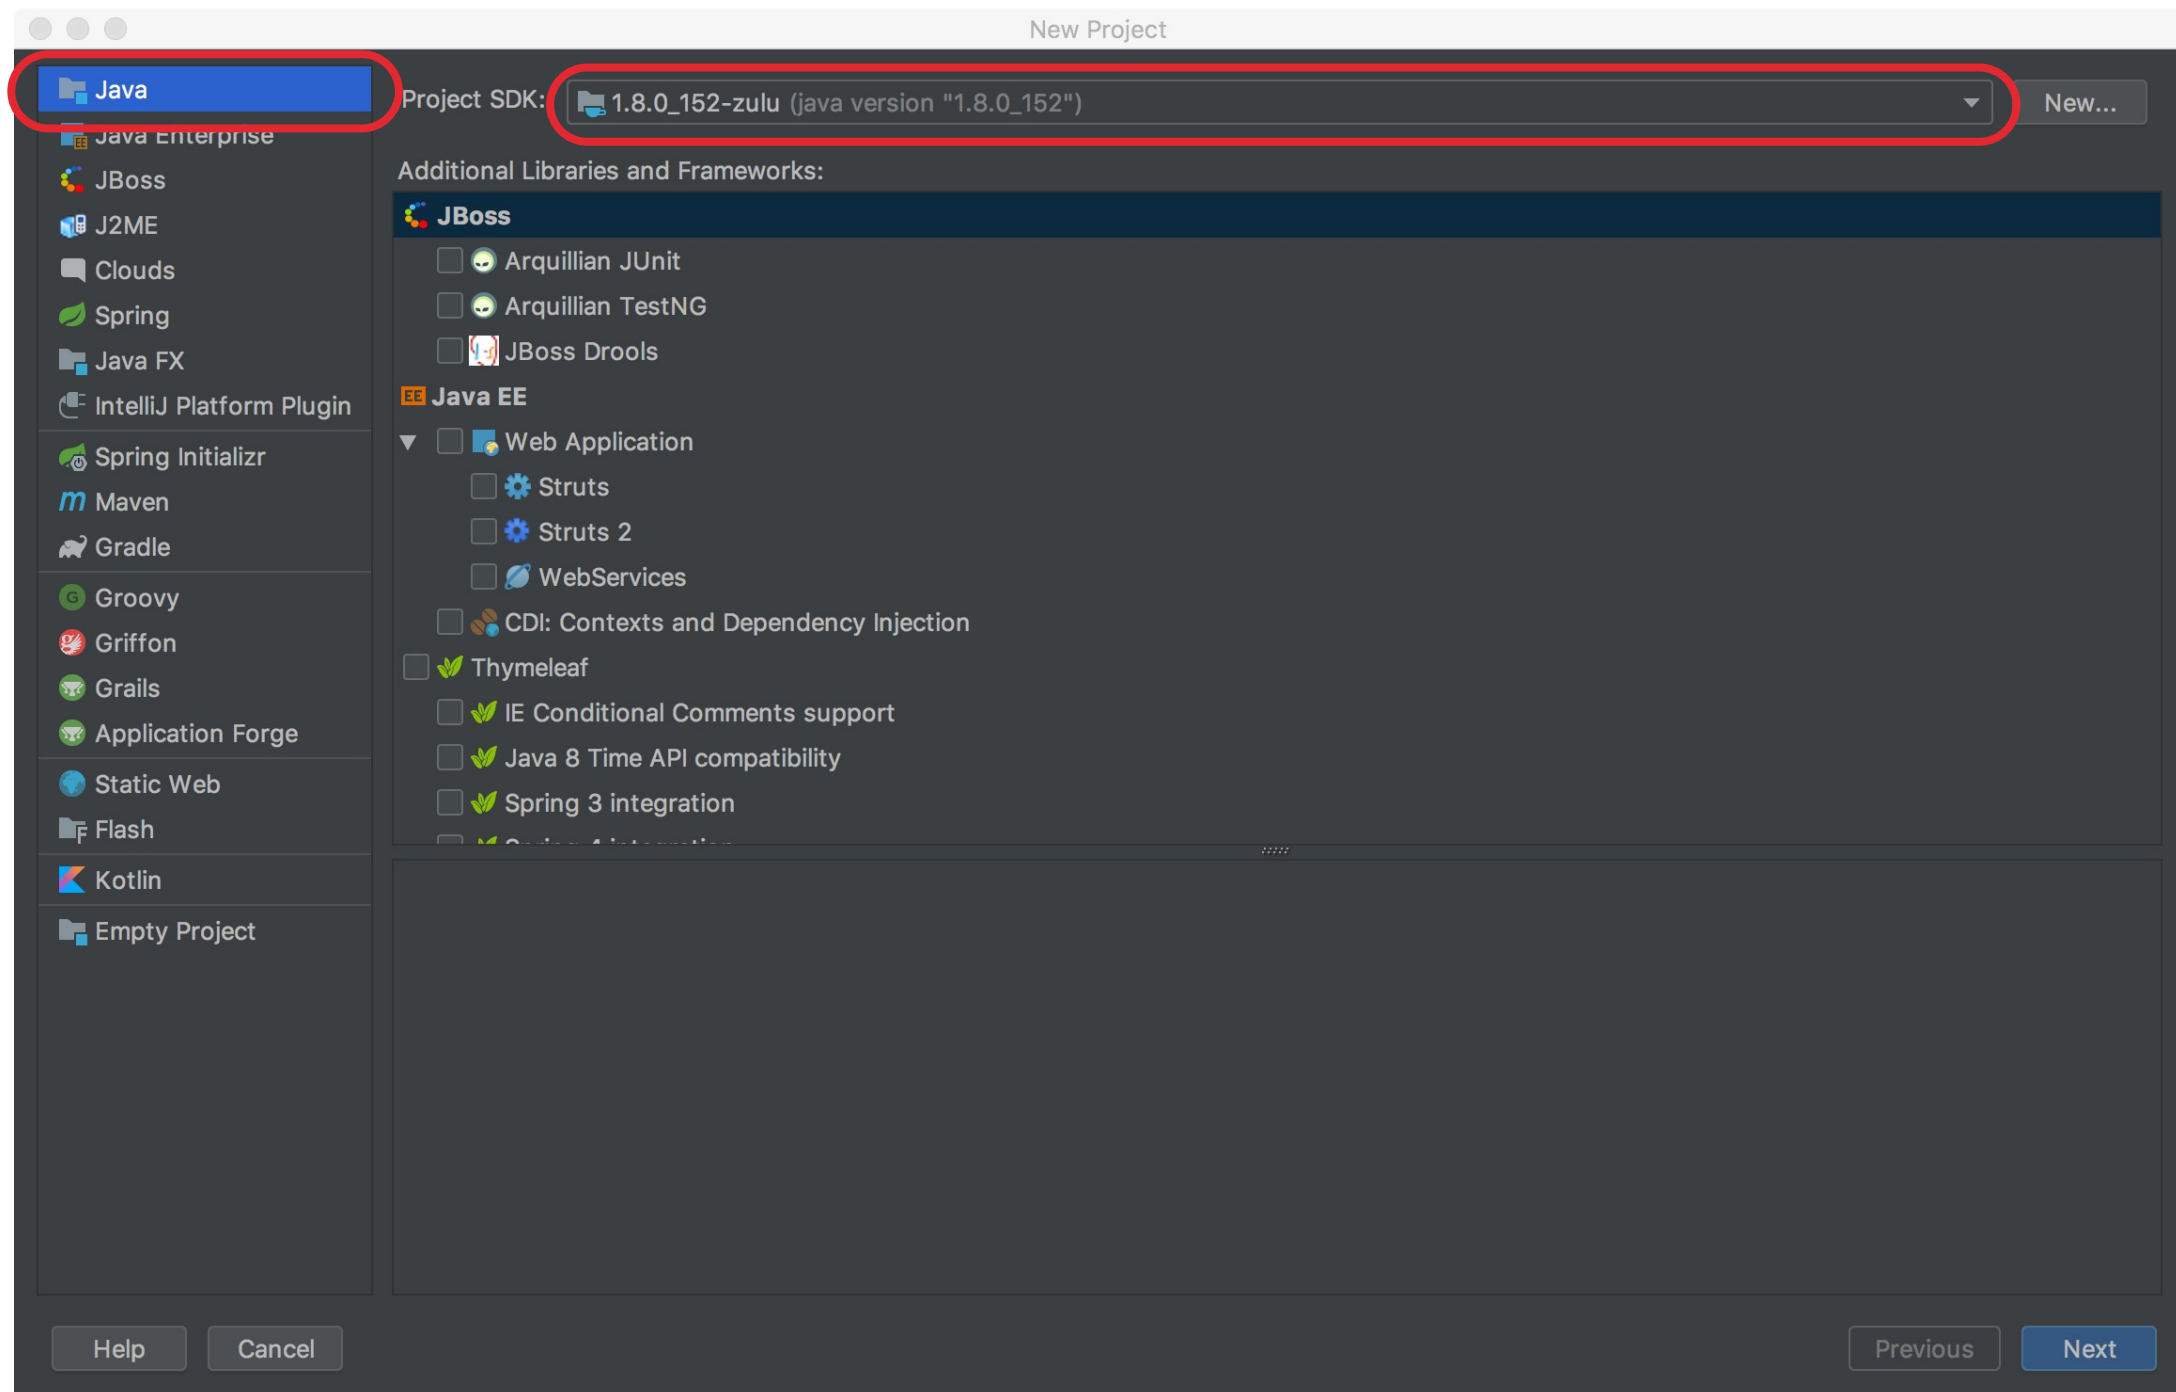 New Project
Java
Java Enterprise
JBoss
J2ME
Clouds
Spring
Java FX
IntelliJ Platform Plugin
Spring Initializr
Maven
Gradle
Groovy
Griffon
Grails
Application Forge
Static Web
Flash
Kotlin
Empty Project
Project SDK: 1.8.0_152-zulu (java version "1.8.0_152") New...
Additional Libraries and Frameworks:
JBoss
Arquillian JUnit
Arquillian TestNG
JBoss Drools
Java EE
Web Application
Struts
Struts 2
WebServices
CDI: Contexts and Dependency Injection
Thymeleaf
IE Conditional Comments support
Java 8 Time API compatibility
Spring 3 integration
Spring 4 integration
Help Cancel Previous Next